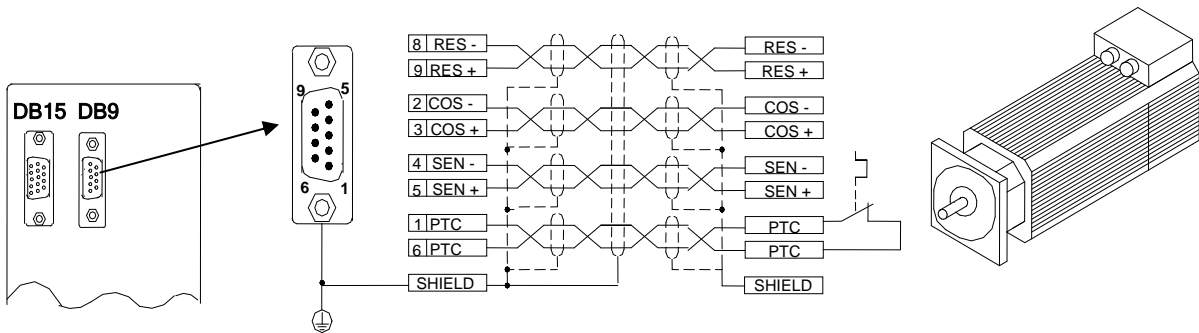 DB15 DB9
9 5
6 1
8 RES -
9 RES +
2 COS -
3 COS +
4 SEN -
5 SEN +
1 PTC
6 PTC
SHIELD
RES -
RES +
COS -
COS +
SEN -
SEN +
PTC
PTC
SHIELD